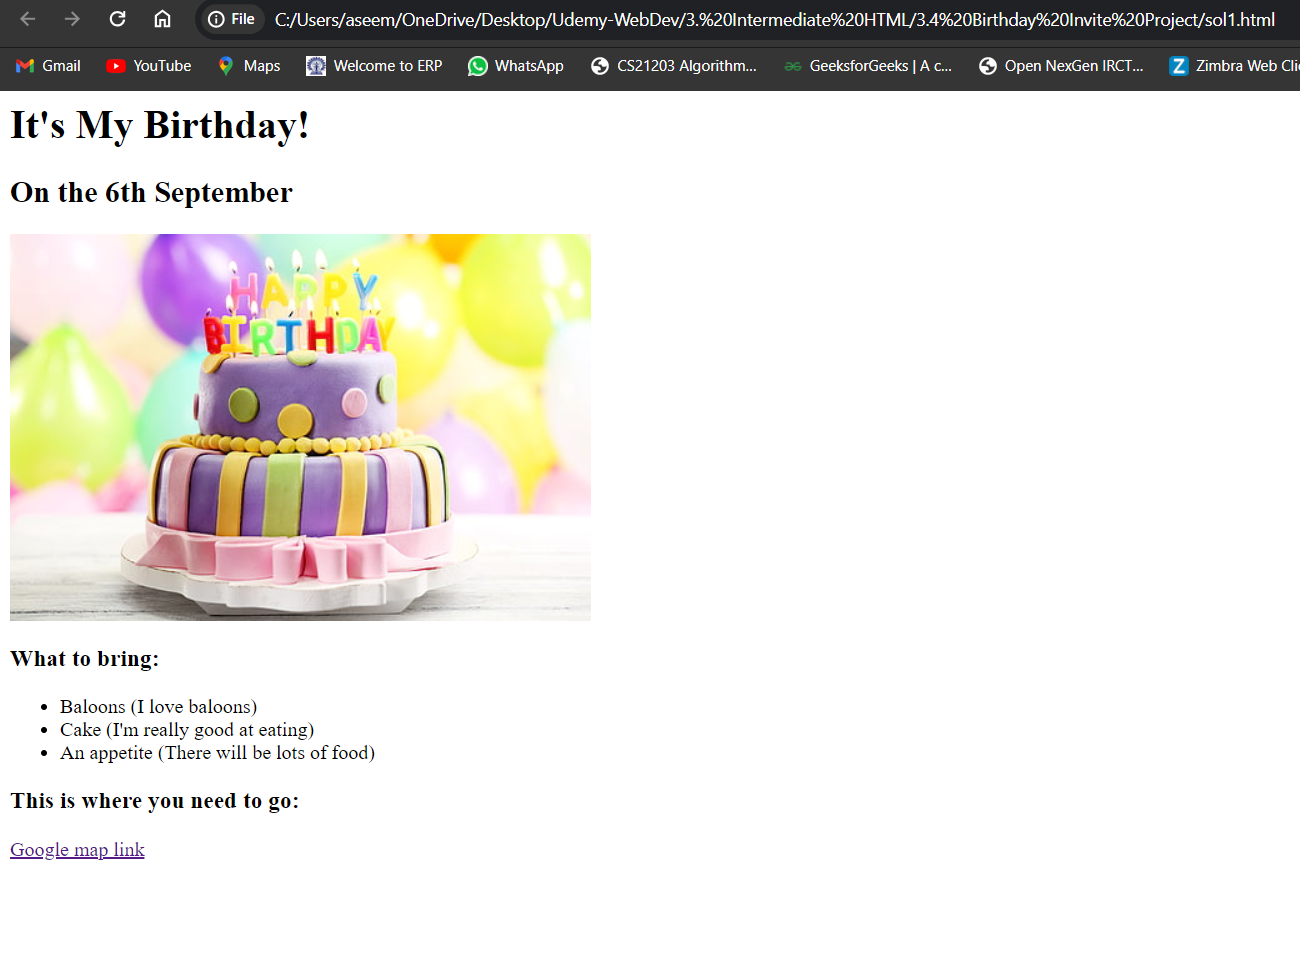 File C:/Users/aseem/OneDrive/Desktop/Udemy-WebDev/3.%20Intermediate%20HTML/3.4%20Birthday%20Invite%20Project/sol1.html
Gmail YouTube Maps Welcome to ERP WhatsApp CS21203 Algorithm... GeeksforGeeks | A c... Open NexGen IRCT... Zimbra Web Clie
It's My Birthday!
On the 6th September
HAPPY
BIRTHDAY
What to bring:
• Baloons (I love baloons)
• Cake (I'm really good at eating)
• An appetite (There will be lots of food)
This is where you need to go:
Google map link